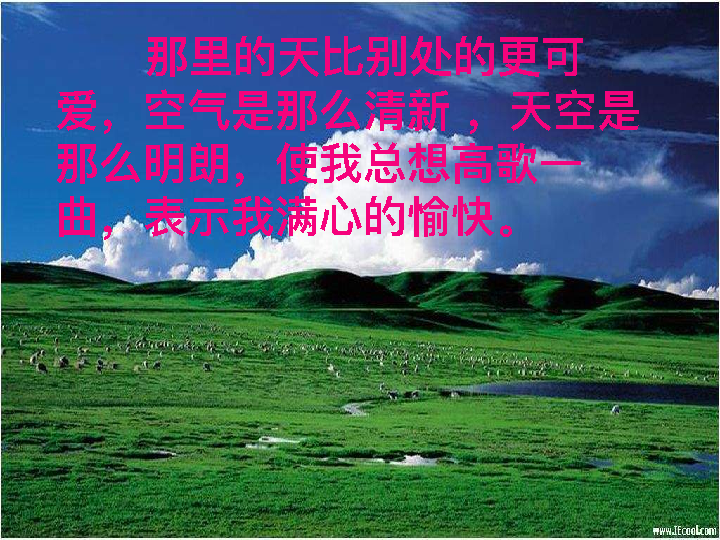 那里的天比别处的更可
爱，空气是那么清新 ，天空是
那么明朗，使我总想高歌一
曲，表示我满心的愉快。
www.IEcool.com